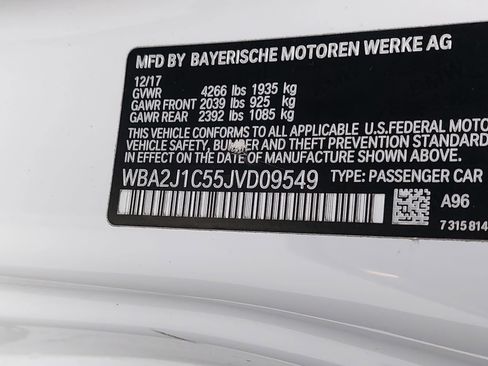 MFD BY BAYERISCHE MOTOREN WERKE AG
12/17
GVWR 4266 lbs 1935 kg
GAWR FRONT 2039 lbs 925 kg
GAWR REAR 2392 lbs 1085 kg
THIS VEHICLE CONFORMS TO ALL APPLICABLE U.S.FEDERAL MOTO
VEHICLE SAFETY, BUMPER AND THEFT PREVENTION STANDARD
IN EFFECT ON THE DATE OF MANUFACTURE SHOWN ABOVE.
WBA2J1C55JVD09549 TYPE: PASSENGER CAR
A96
7 315 814